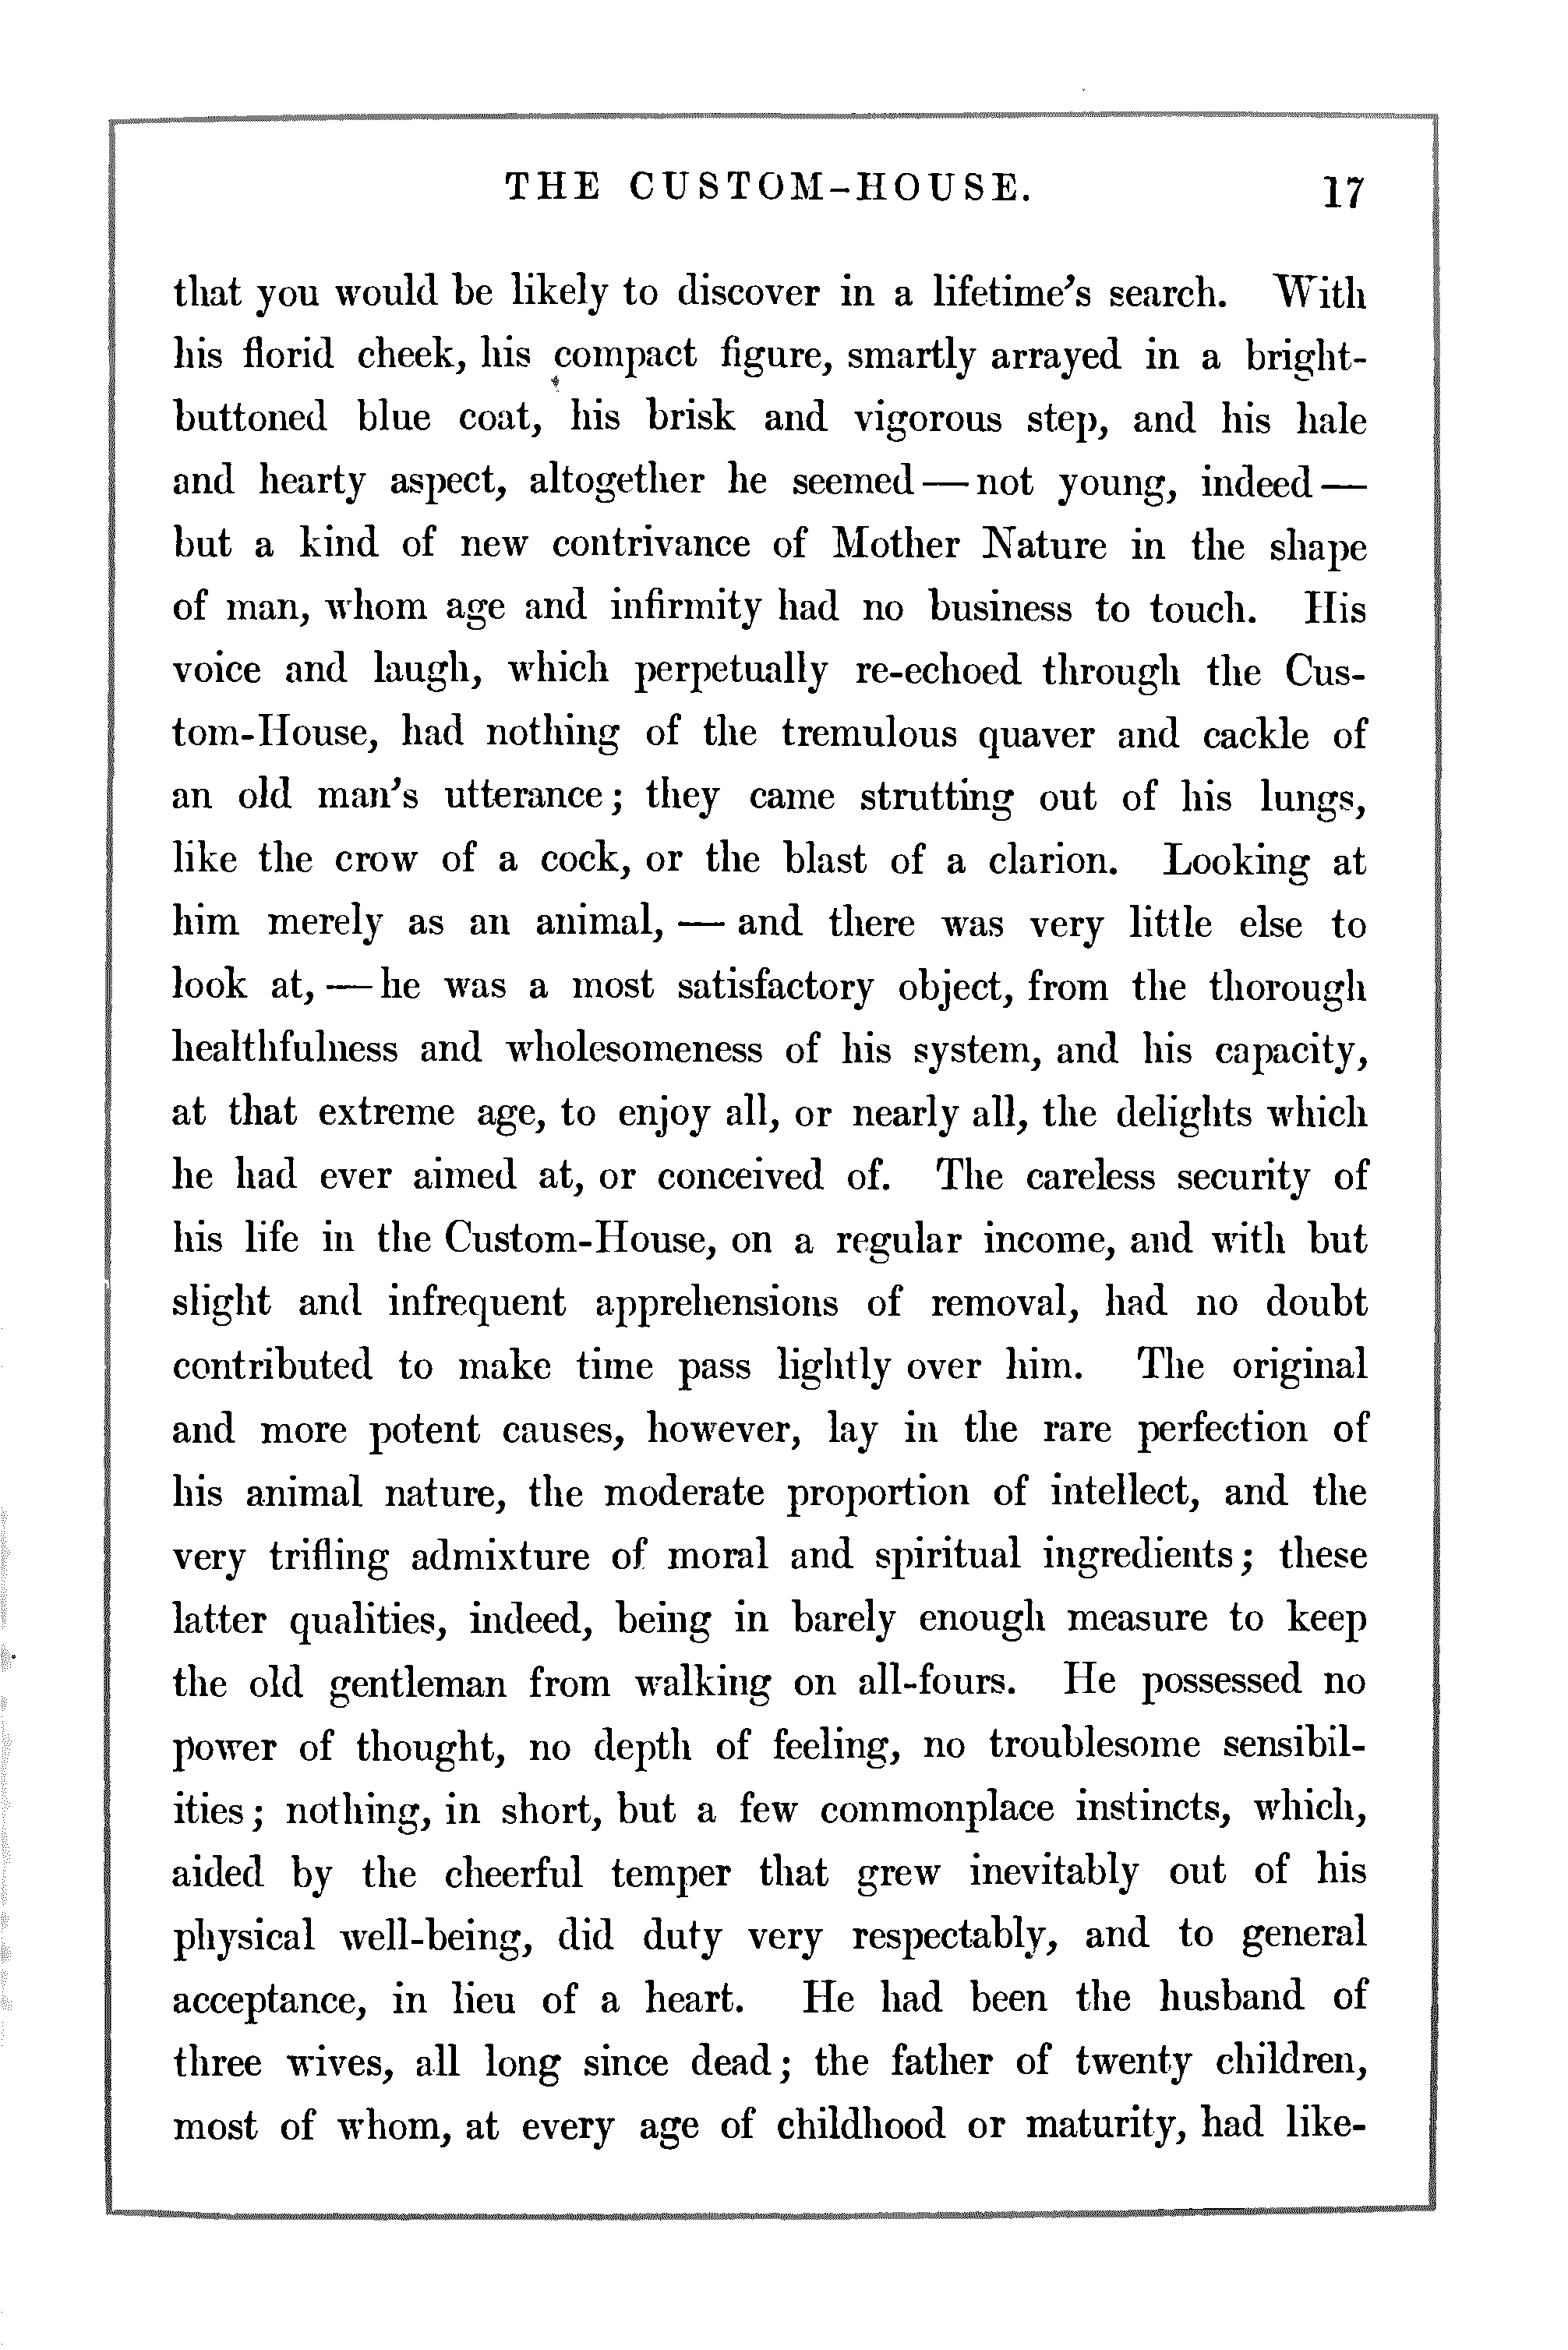 THE CUSTOM-HOUSE. 17
that you would be likely to discover in a lifetime's search. With
his florid cheek, his compact figure, smartly arrayed in a bright-
buttoned blue coat, his brisk and vigorous step, and his hale
and hearty aspect, altogether he seemed — not young, indeed —
but a kind of new contrivance of Mother Nature in the shape
of man, whom age and infirmity had no business to touch. His
voice and laugh, which perpetually re-echoed through the Cus-
tom-House, had nothing of the tremulous quaver and cackle of
an old man's utterance; they came strutting out of his lungs,
like the crow of a cock, or the blast of a clarion. Looking at
him merely as an animal, — and there was very little else to
look at, — he was a most satisfactory object, from the thorough
healthfulness and wholesomeness of his system, and his capacity,
at that extreme age, to enjoy all, or nearly all, the delights which
he had ever aimed at, or conceived of. The careless security of
his life in the Custom-House, on a regular income, and with but
slight and infrequent apprehensions of removal, had no doubt
contributed to make time pass lightly over him. The original
and more potent causes, however, lay in the rare perfection of
his animal nature, the moderate proportion of intellect, and the
very trifling admixture of moral and spiritual ingredients; these
latter qualities, indeed, being in barely enough measure to keep
the old gentleman from walking on all-fours. He possessed no
power of thought, no depth of feeling, no troublesome sensibil-
ities; nothing, in short, but a few commonplace instincts, which,
aided by the cheerful temper that grew inevitably out of his
physical well-being, did duty very respectably, and to general
acceptance, in lieu of a heart. He had been the husband of
three wives, all long since dead; the father of twenty children,
most of whom, at every age of childhood or maturity, had like-